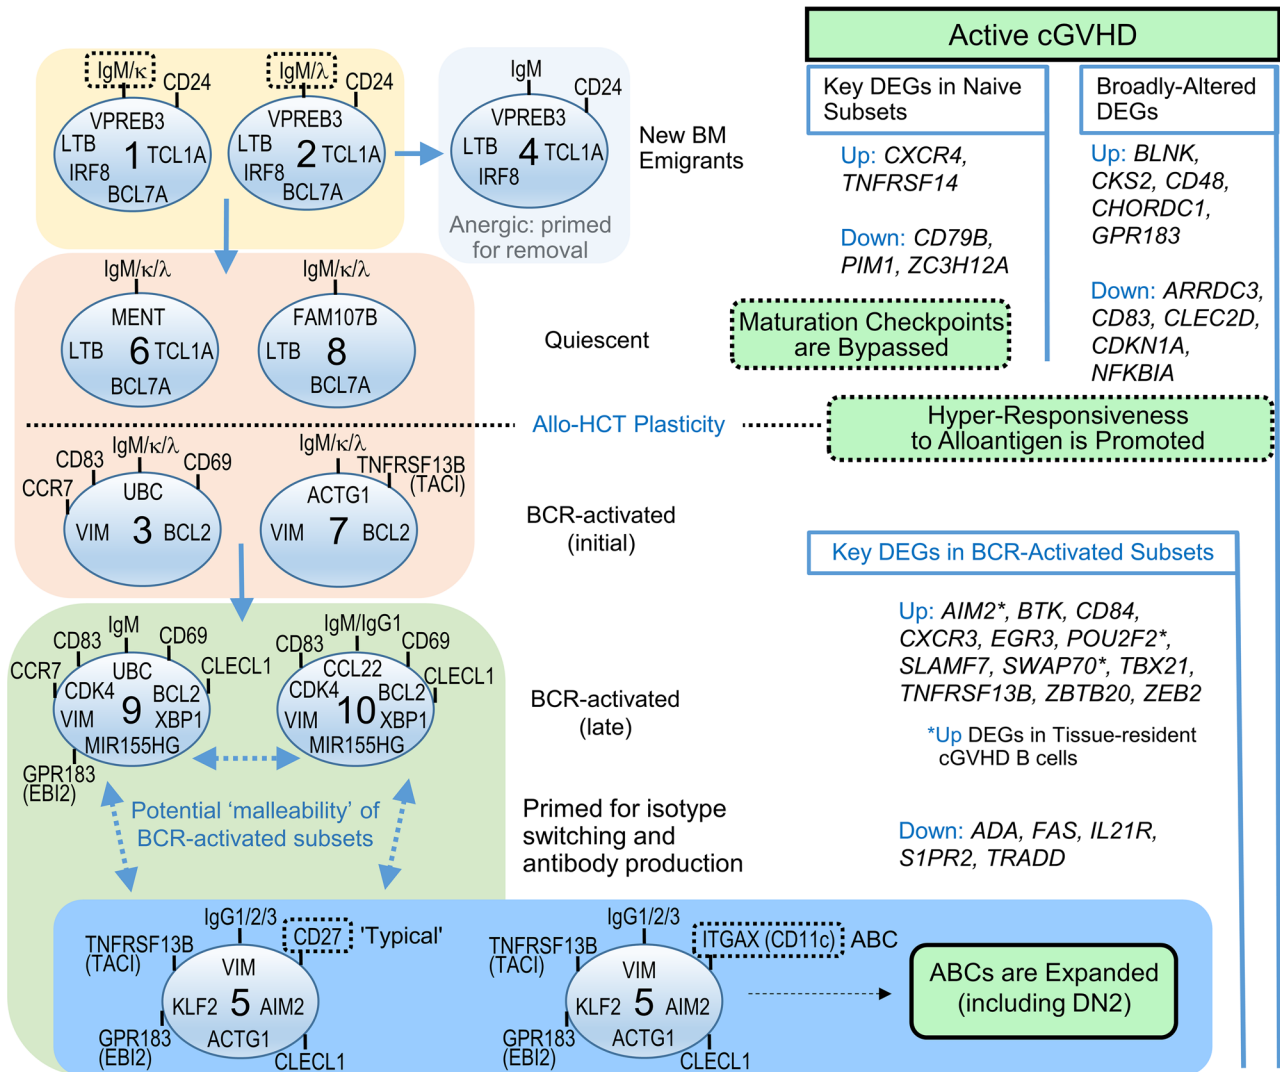 IgM/κ
CD24
VPREB3
LTB
1
TCL1A
IRF8
BCL7A
IgM/λ
CD24
VPREB3
LTB
2
TCL1A
IRF8
BCL7A
IgM
CD24
VPREB3
LTB
4
TCL1A
IRF8
Anergic: primed
for removal
New BM
Emigrants
IgM/κ/λ
MENT
LTB
6
TCL1A
BCL7A
IgM/κ/λ
FAM107B
LTB
8
BCL7A
Quiescent
Allo-HCT Plasticity
IgM/κ/λ
CD83
CD69
CCR7
UBC
VIM
3
BCL2
IgM/κ/λ
TNFRSF13B
(TACI)
ACTG1
VIM
7
BCL2
BCR-activated
(initial)
IgM
CD83
CD69
CCR7
CLECL1
UBC
CDK4
BCL2
9
VIM
XBP1
MIR155HG
GPR183
(EBI2)
IgM/IgG1
CD83
CD69
CLECL1
CCL22
CDK4
BCL2
10
VIM
XBP1
MIR155HG
BCR-activated
(late)
Potential ‘malleability’ of
BCR-activated subsets
Primed for isotype
switching and
antibody production
IgG1/2/3
CD27
'Typical'
TNFRSF13B
(TACI)
VIM
KLF2
5
AIM2
ACTG1
GPR183
(EBI2)
CLECL1
IgG1/2/3
ITGAX (CD11c)
ABC
TNFRSF13B
(TACI)
VIM
KLF2
5
AIM2
ACTG1
GPR183
(EBI2)
CLECL1
ABCs are Expanded
(including DN2)
Active cGVHD
Key DEGs in Naive
Subsets
Up: CXCR4,
TNFRSF14
Down: CD79B,
PIM1, ZC3H12A
Maturation Checkpoints
are Bypassed
Broadly-Altered
DEGs
Up: BLNK,
CKS2, CD48,
CHORDC1,
GPR183
Down: ARRDC3,
CD83, CLEC2D,
CDKN1A,
NFKBIA
Hyper-Responsiveness
to Alloantigen is Promoted
Key DEGs in BCR-Activated Subsets
Up: AIM2*, BTK, CD84,
CXCR3, EGR3, POU2F2*,
SLAMF7, SWAP70*, TBX21,
TNFRSF13B, ZBTB20, ZEB2
*Up DEGs in Tissue-resident
cGVHD B cells
Down: ADA, FAS, IL21R,
S1PR2, TRADD